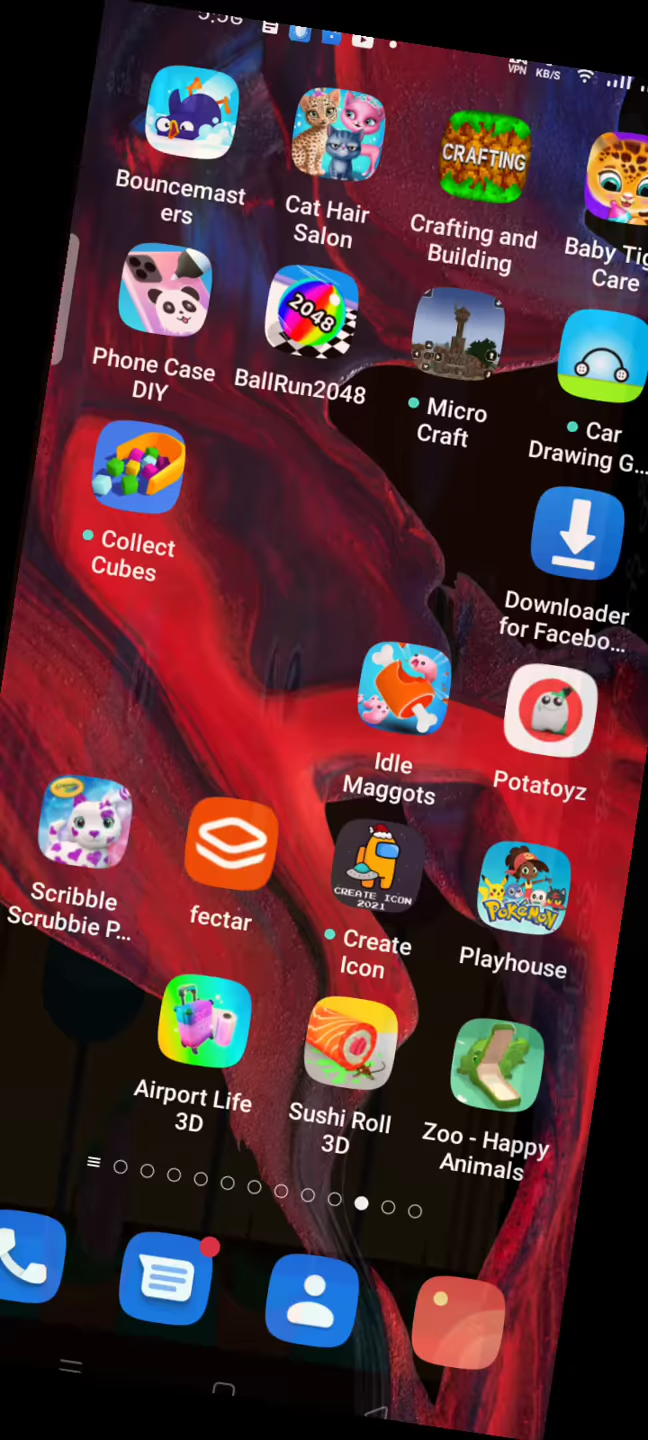 VPN KB/S
Bouncemast
ers
Cat Hair
Salon
CRAFTING
Crafting and
Building
Baby Tig
Care
Phone Case
DIY
2048
BallRun2048
Micro
Craft
Car
Drawing G...
Collect
Cubes
Downloader
for Facebo...
Idle
Maggots
Potatoyz
Scribble
Scrubbie P...
fectar
CREATE ICON
2021
Create
Icon
POKéMON
Playhouse
Airport Life
3D
Sushi Roll
3D
Zoo - Happy
Animals